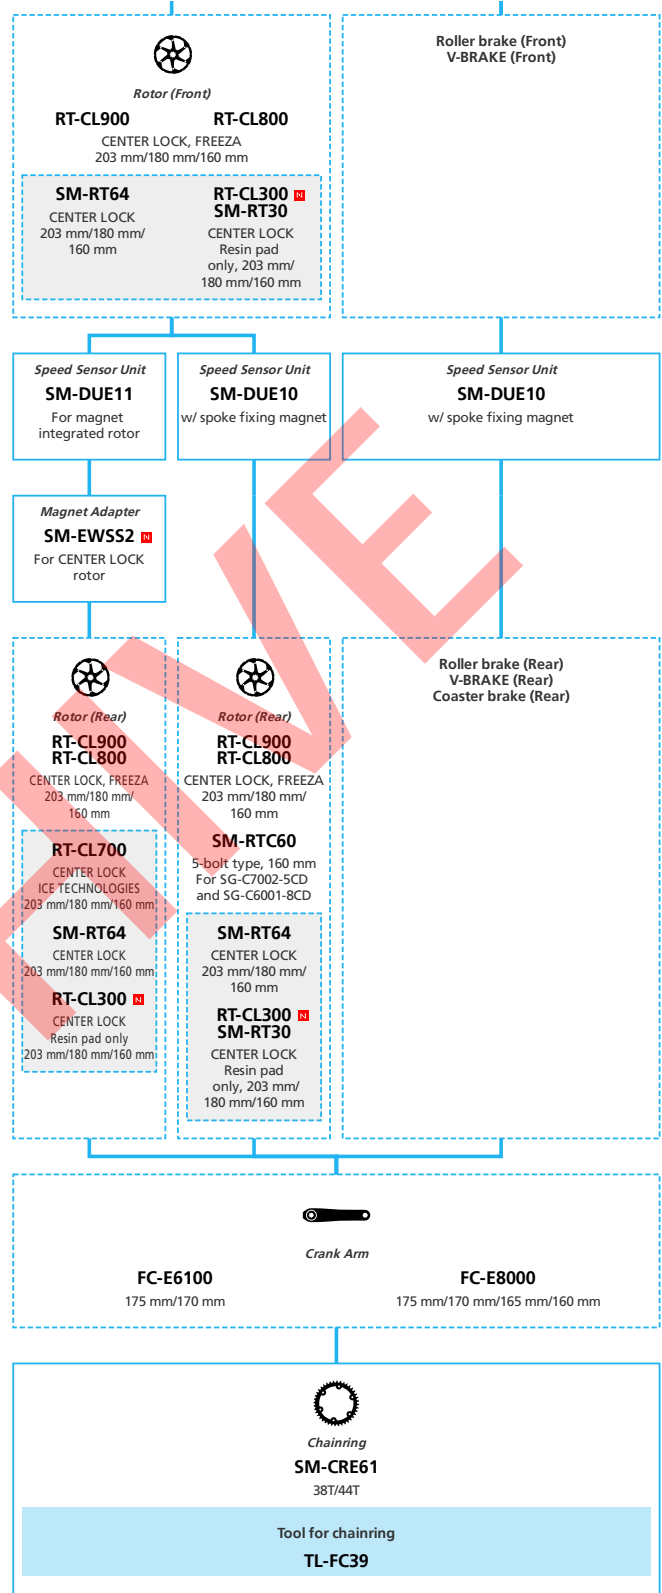 Rotor (Front)
RT-CL900
RT-CL800
CENTER LOCK, FREEZA
203 mm/180 mm/160 mm
SM-RT64
CENTER LOCK
203 mm/180 mm/
160 mm
RT-CL300 N
SM-RT30
CENTER LOCK
Resin pad
only, 203 mm/
180 mm/160 mm
Roller brake (Front)
V-BRAKE (Front)
Speed Sensor Unit
SM-DUE11
For magnet
integrated rotor
Speed Sensor Unit
SM-DUE10
w/ spoke fixing magnet
Speed Sensor Unit
SM-DUE10
w/ spoke fixing magnet
Magnet Adapter
SM-EWSS2 N
For CENTER LOCK
rotor
Rotor (Rear)
RT-CL900
RT-CL800
CENTER LOCK, FREEZA
203 mm/180 mm/
160 mm
RT-CL700
CENTER LOCK
ICE TECHNOLOGIES
203 mm/180 mm/160 mm
SM-RT64
CENTER LOCK
203 mm/180 mm/160 mm
RT-CL300 N
CENTER LOCK
Resin pad only
203 mm/180 mm/160 mm
Rotor (Rear)
RT-CL900
RT-CL800
CENTER LOCK, FREEZA
203 mm/180 mm/
160 mm
SM-RTC60
5-bolt type, 160 mm
For SG-C7002-5CD
and SG-C6001-8CD
SM-RT64
CENTER LOCK
203 mm/180 mm/
160 mm
RT-CL300 N
SM-RT30
CENTER LOCK
Resin pad
only, 203 mm/
180 mm/160 mm
Roller brake (Rear)
V-BRAKE (Rear)
Coaster brake (Rear)
Crank Arm
FC-E6100
175 mm/170 mm
FC-E8000
175 mm/170 mm/165 mm/160 mm
Chainring
SM-CRE61
38T/44T
Tool for chainring
TL-FC39
HIVE